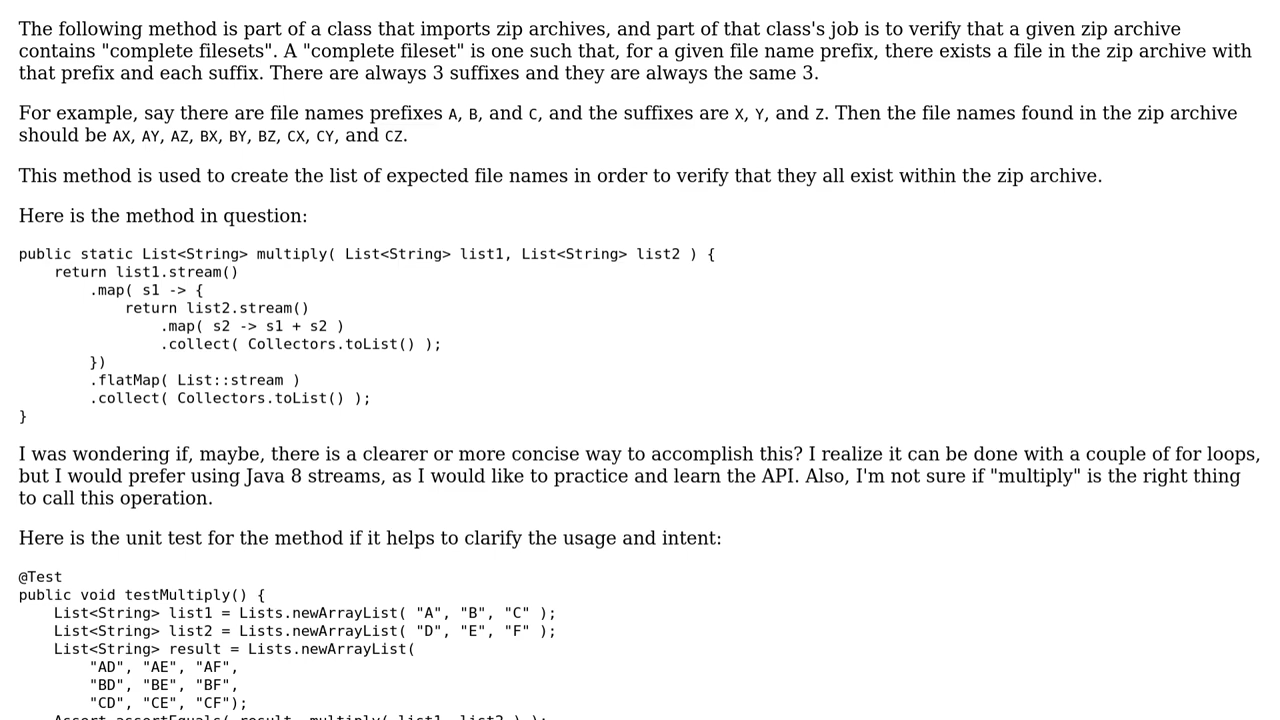 The following method is part of a class that imports zip archives, and part of that class's job is to verify that a given zip archive
contains "complete filesets". A "complete fileset" is one such that, for a given file name prefix, there exists a file in the zip archive with
that prefix and each suffix. There are always 3 suffixes and they are always the same 3.
For example, say there are file names prefixes A, B, and C, and the suffixes are X, Y, and Z. Then the file names found in the zip archive
should be AX, AY, AZ, BX, BY, BZ, CX, CY, and CZ.
This method is used to create the list of expected file names in order to verify that they all exist within the zip archive.
Here is the method in question:
public static List<String> multiply( List<String> list1, List<String> list2 ) {
    return list1.stream()
        .map( s1 -> {
            return list2.stream()
                .map( s2 -> s1 + s2 )
                .collect( Collectors.toList() );
        })
        .flatMap( List::stream )
        .collect( Collectors.toList() );
}
I was wondering if, maybe, there is a clearer or more concise way to accomplish this? I realize it can be done with a couple of for loops,
but I would prefer using Java 8 streams, as I would like to practice and learn the API. Also, I'm not sure if "multiply" is the right thing
to call this operation.
Here is the unit test for the method if it helps to clarify the usage and intent:
@Test
public void testMultiply() {
    List<String> list1 = Lists.newArrayList( "A", "B", "C" );
    List<String> list2 = Lists.newArrayList( "D", "E", "F" );
    List<String> result = Lists.newArrayList(
        "AD", "AE", "AF",
        "BD", "BE", "BF",
        "CD", "CE", "CF");
    Assert.assertEquals( result, multiply( list1, list2 ) );